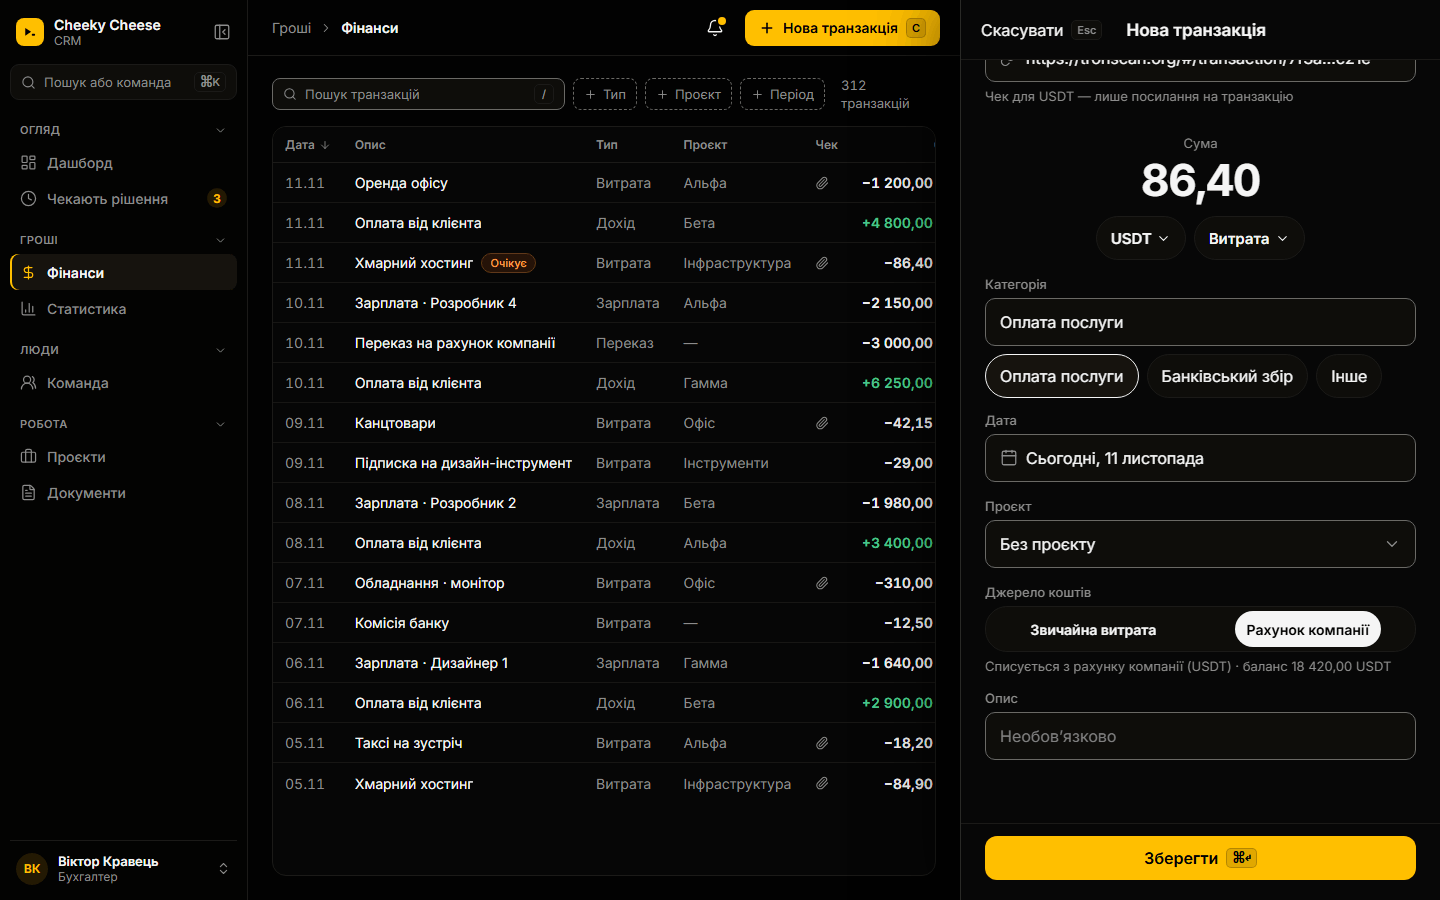 Cheeky Cheese
CRM
Пошук або команда ⌘K
ОГЛЯД
Дашборд
Чекають рішення 3
ГРОШІ
Фінанси
Статистика
ЛЮДИ
Команда
РОБОТА
Проєкти
Документи
ВК
Віктор Кравець
Бухгалтер
Гроші > Фінанси
+ Нова транзакція C
Пошук транзакцій /
+ Тип
+ Проєкт
+ Період
312 транзакцій
Дата ↓ Опис Тип Проєкт Чек
11.11 Оренда офісу Витрата Альфа −1 200,00
11.11 Оплата від клієнта Дохід Бета +4 800,00
11.11 Хмарний хостинг Очікує Витрата Інфраструктура −86,40
10.11 Зарплата · Розробник 4 Зарплата Альфа −2 150,00
10.11 Переказ на рахунок компанії Переказ — −3 000,00
10.11 Оплата від клієнта Дохід Гамма +6 250,00
09.11 Канцтовари Витрата Офіс −42,15
09.11 Підписка на дизайн-інструмент Витрата Інструменти −29,00
08.11 Зарплата · Розробник 2 Зарплата Бета −1 980,00
08.11 Оплата від клієнта Дохід Альфа +3 400,00
07.11 Обладнання · монітор Витрата Офіс −310,00
07.11 Комісія банку Витрата — −12,50
06.11 Зарплата · Дизайнер 1 Зарплата Гамма −1 640,00
06.11 Оплата від клієнта Дохід Бета +2 900,00
05.11 Таксі на зустріч Витрата Альфа −18,20
05.11 Хмарний хостинг Витрата Інфраструктура −84,90
Скасувати Esc Нова транзакція
Чек для USDT — лише посилання на транзакцію
Сума
86,40
USDT
Витрата
Категорія
Оплата послуги
Оплата послуги Банківський збір Інше
Дата
Сьогодні, 11 листопада
Проєкт
Без проєкту
Джерело коштів
Звичайна витрата Рахунок компанії
Списується з рахунку компанії (USDT) · баланс 18 420,00 USDT
Опис
Необов’язково
Зберегти ⌘↵